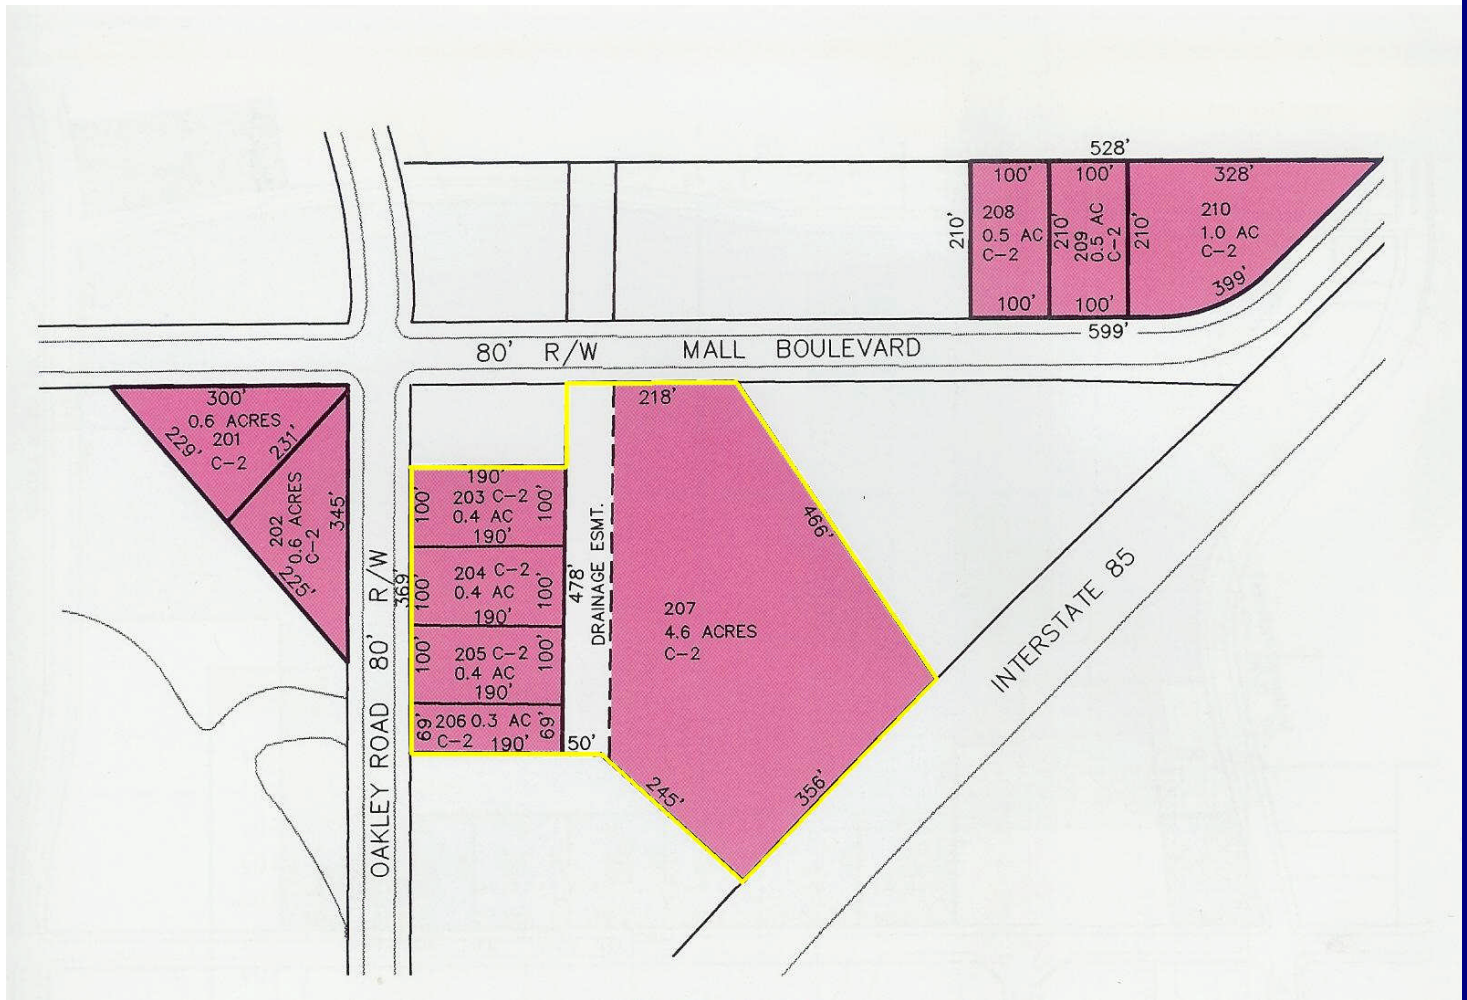 528'
100'
100'
328'
210'
208
0.5 AC
C-2
210'
209
0.5 AC
C-2
210'
210
1.0 AC
C-2
399'
100'
100'
599'
80' R/W MALL BOULEVARD
300'
0.6 ACRES
201
C-2
229'
231'
202
0.6 ACRES
C-2
345'
225'
OAKLEY ROAD 80' R/W
369'
190'
100'
203 C-2
0.4 AC
100'
190'
100'
204 C-2
0.4 AC
100'
190'
100'
205 C-2
0.4 AC
100'
190'
69'
206 0.3 AC
C-2
69'
190'
50'
478'
DRAINAGE ESMT.
218'
466'
207
4.6 ACRES
C-2
245'
356'
INTERSTATE 85